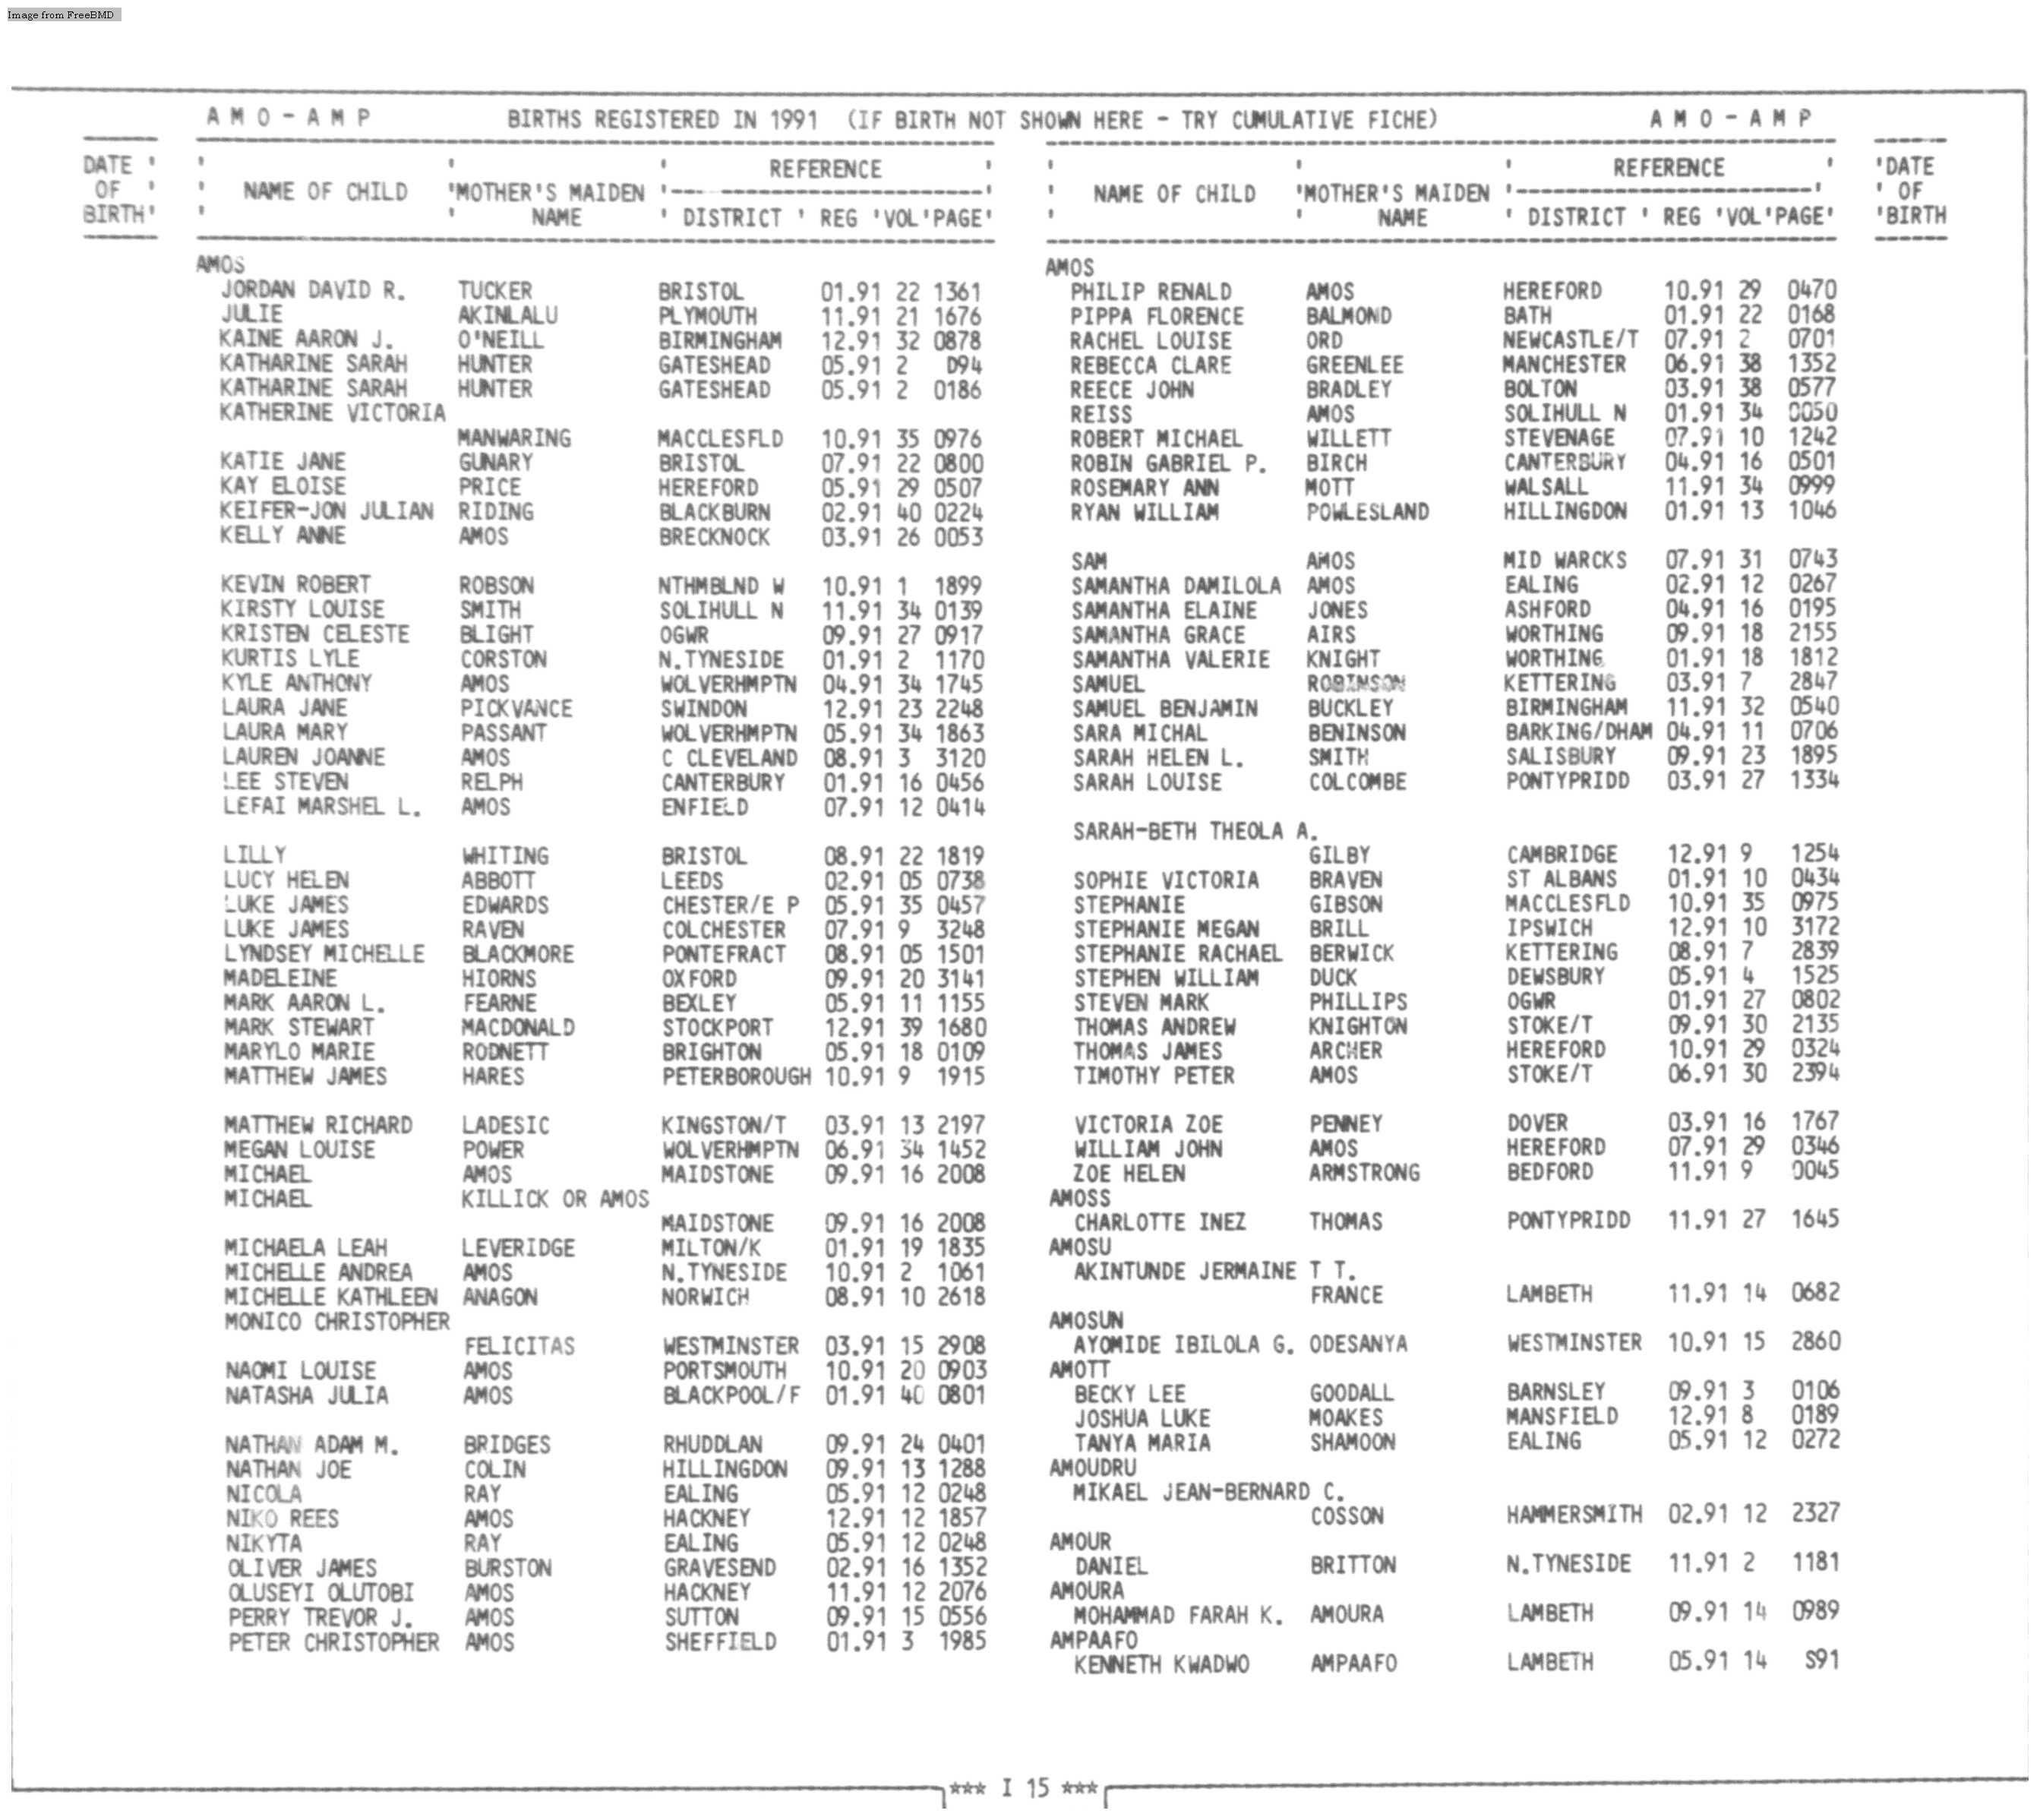 Image from FreeBMD
A M O - A M P BIRTHS REGISTERED IN 1991 (IF BIRTH NOT SHOWN HERE - TRY CUMULATIVE FICHE) A M O - A M P
DATE OF BIRTH
NAME OF CHILD MOTHER'S MAIDEN NAME REFERENCE DISTRICT REG VOL PAGE
NAME OF CHILD MOTHER'S MAIDEN NAME REFERENCE DISTRICT REG VOL PAGE
DATE OF BIRTH
AMOS
JORDAN DAVID R. TUCKER BRISTOL 01.91 22 1361
JULIE AKINLALU PLYMOUTH 11.91 21 1676
KAINE AARON J. O'NEILL BIRMINGHAM 12.91 32 0878
KATHARINE SARAH HUNTER GATESHEAD 05.91 2 D94
KATHARINE SARAH HUNTER GATESHEAD 05.91 2 0186
KATHERINE VICTORIA
MANWARING MACCLESFLD 10.91 35 0976
KATIE JANE GUNARY BRISTOL 07.91 22 0800
KAY ELOISE PRICE HEREFORD 05.91 29 0507
KEIFER-JON JULIAN RIDING BLACKBURN 02.91 40 0224
KELLY ANNE AMOS BRECKNOCK 03.91 26 0053
KEVIN ROBERT ROBSON NTHMBLND W 10.91 1 1899
KIRSTY LOUISE SMITH SOLIHULL N 11.91 34 0139
KRISTEN CELESTE BLIGHT OGWR 09.91 27 0917
KURTIS LYLE CORSTON N.TYNESIDE 01.91 2 1170
KYLE ANTHONY AMOS WOLVERHMPTN 04.91 34 1745
LAURA JANE PICKVANCE SWINDON 12.91 23 2248
LAURA MARY PASSANT WOLVERHMPTN 05.91 34 1863
LAUREN JOANNE AMOS C CLEVELAND 08.91 3 3120
LEE STEVEN RELPH CANTERBURY 01.91 16 0456
LEFAI MARSHEL L. AMOS ENFIELD 07.91 12 0414
LILLY WHITING BRISTOL 08.91 22 1819
LUCY HELEN ABBOTT LEEDS 02.91 05 0738
LUKE JAMES EDWARDS CHESTER/E P 05.91 35 0457
LUKE JAMES RAVEN COLCHESTER 07.91 9 3248
LYNDSEY MICHELLE BLACKMORE PONTEFRACT 08.91 05 1501
MADELEINE HIORNS OXFORD 09.91 20 3141
MARK AARON L. FEARNE BEXLEY 05.91 11 1155
MARK STEWART MACDONALD STOCKPORT 12.91 39 1680
MARYLO MARIE RODNETT BRIGHTON 05.91 18 0109
MATTHEW JAMES HARES PETERBOROUGH 10.91 9 1915
MATTHEW RICHARD LADESIC KINGSTON/T 03.91 13 2197
MEGAN LOUISE POWER WOLVERHMPTN 06.91 34 1452
MICHAEL AMOS MAIDSTONE 09.91 16 2008
MICHAEL KILLICK OR AMOS
MAIDSTONE 09.91 16 2008
MICHAELA LEAH LEVERIDGE MILTON/K 01.91 19 1835
MICHELLE ANDREA AMOS N.TYNESIDE 10.91 2 1061
MICHELLE KATHLEEN ANAGON NORWICH 08.91 10 2618
MONICO CHRISTOPHER
FELICITAS WESTMINSTER 03.91 15 2908
NAOMI LOUISE AMOS PORTSMOUTH 10.91 20 0903
NATASHA JULIA AMOS BLACKPOOL/F 01.91 40 0801
NATHAN ADAM M. BRIDGES RHUDDLAN 09.91 24 0401
NATHAN JOE COLIN HILLINGDON 09.91 13 1288
NICOLA RAY EALING 05.91 12 0248
NIKO REES AMOS HACKNEY 12.91 12 1857
NIKYTA RAY EALING 05.91 12 0248
OLIVER JAMES BURSTON GRAVESEND 02.91 16 1352
OLUSEYI OLUTOBI AMOS HACKNEY 11.91 12 2076
PERRY TREVOR J. AMOS SUTTON 09.91 15 0556
PETER CHRISTOPHER AMOS SHEFFIELD 01.91 3 1985
AMOS
PHILIP RENALD AMOS HEREFORD 10.91 29 0470
PIPPA FLORENCE BALMOND BATH 01.91 22 0168
RACHEL LOUISE ORD NEWCASTLE/T 07.91 2 0701
REBECCA CLARE GREENLEE MANCHESTER 06.91 38 1352
REECE JOHN BRADLEY BOLTON 03.91 38 0577
REISS AMOS SOLIHULL N 01.91 34 0050
ROBERT MICHAEL WILLETT STEVENAGE 07.91 10 1242
ROBIN GABRIEL P. BIRCH CANTERBURY 04.91 16 0501
ROSEMARY ANN MOTT WALSALL 11.91 34 0999
RYAN WILLIAM POWLESLAND HILLINGDON 01.91 13 1046
SAM AMOS MID WARCKS 07.91 31 0743
SAMANTHA DAMILOLA AMOS EALING 02.91 12 0267
SAMANTHA ELAINE JONES ASHFORD 04.91 16 0195
SAMANTHA GRACE AIRS WORTHING 09.91 18 2155
SAMANTHA VALERIE KNIGHT WORTHING 01.91 18 1812
SAMUEL ROBINSON KETTERING 03.91 7 2847
SAMUEL BENJAMIN BUCKLEY BIRMINGHAM 11.91 32 0540
SARA MICHAL BENINSON BARKING/DHAM 04.91 11 0706
SARAH HELEN L. SMITH SALISBURY 09.91 23 1895
SARAH LOUISE COLCOMBE PONTYPRIDD 03.91 27 1334
SARAH-BETH THEOLA A.
GILBY CAMBRIDGE 12.91 9 1254
SOPHIE VICTORIA BRAVEN ST ALBANS 01.91 10 0434
STEPHANIE GIBSON MACCLESFLD 10.91 35 0975
STEPHANIE MEGAN BRILL IPSWICH 12.91 10 3172
STEPHANIE RACHAEL BERWICK KETTERING 08.91 7 2839
STEPHEN WILLIAM DUCK DEWSBURY 05.91 4 1525
STEVEN MARK PHILLIPS OGWR 01.91 27 0802
THOMAS ANDREW KNIGHTON STOKE/T 09.91 30 2135
THOMAS JAMES ARCHER HEREFORD 10.91 29 0324
TIMOTHY PETER AMOS STOKE/T 06.91 30 2394
VICTORIA ZOE PENNEY DOVER 03.91 16 1767
WILLIAM JOHN AMOS HEREFORD 07.91 29 0346
ZOE HELEN ARMSTRONG BEDFORD 11.91 9 0045
AMOSS
CHARLOTTE INEZ THOMAS PONTYPRIDD 11.91 27 1645
AMOSU
AKINTUNDE JERMAINE T T.
FRANCE LAMBETH 11.91 14 0682
AMOSUN
AYOMIDE IBILOLA G. ODESANYA WESTMINSTER 10.91 15 2860
AMOTT
BECKY LEE GOODALL BARNSLEY 09.91 3 0106
JOSHUA LUKE MOAKES MANSFIELD 12.91 8 0189
TANYA MARIA SHAMOON EALING 05.91 12 0272
AMOUDRU
MIKAEL JEAN-BERNARD C.
COSSON HAMMERSMITH 02.91 12 2327
AMOUR
DANIEL BRITTON N.TYNESIDE 11.91 2 1181
AMOURA
MOHAMMAD FARAH K. AMOURA LAMBETH 09.91 14 0989
AMPAAFO
KENNETH KWADWO AMPAAFO LAMBETH 05.91 14 S91
*** I 15 ***